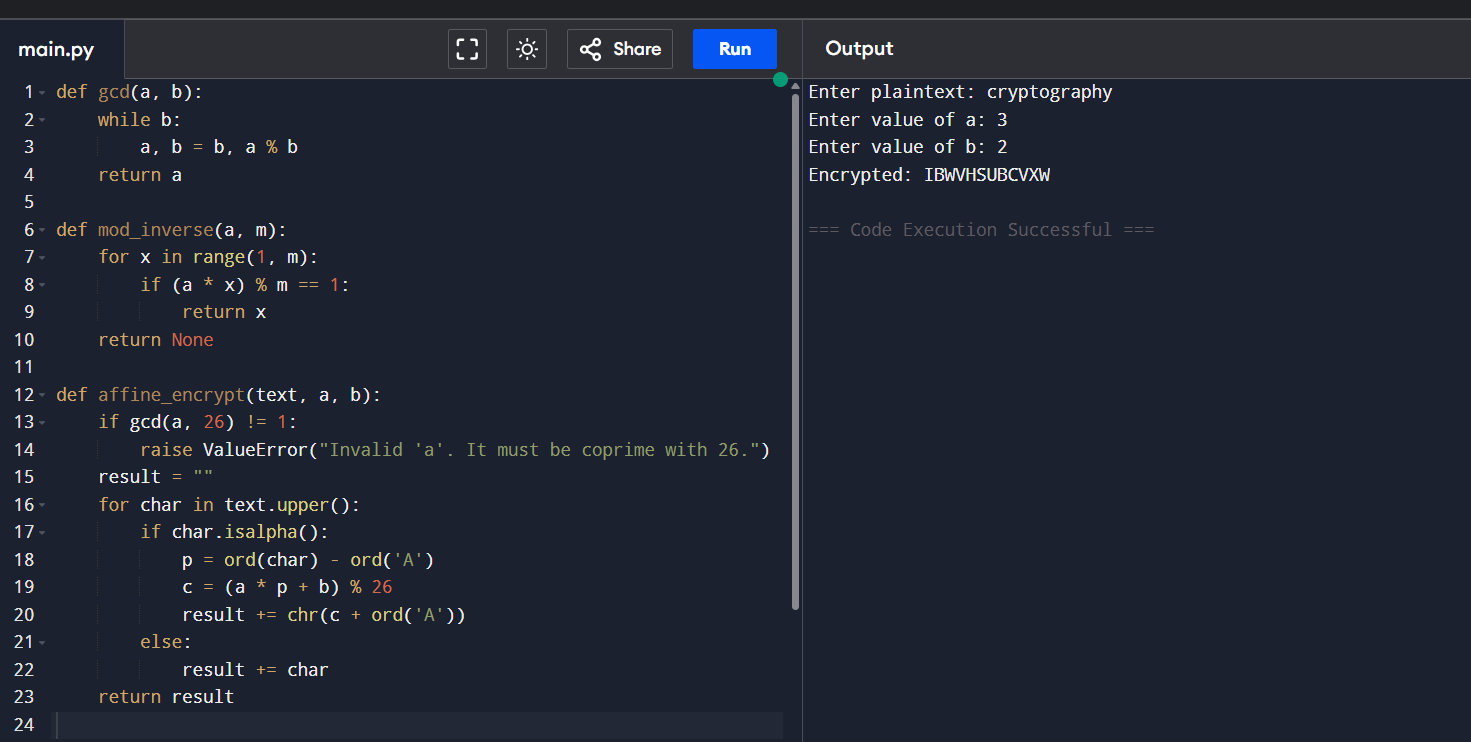 main.py
Share
Run
Output
1 def gcd(a, b):
2     while b:
3         a, b = b, a % b
4     return a
5
6 def mod_inverse(a, m):
7     for x in range(1, m):
8         if (a * x) % m == 1:
9             return x
10     return None
11
12 def affine_encrypt(text, a, b):
13     if gcd(a, 26) != 1:
14         raise ValueError("Invalid 'a'. It must be coprime with 26.")
15     result = ""
16     for char in text.upper():
17         if char.isalpha():
18             p = ord(char) - ord('A')
19             c = (a * p + b) % 26
20             result += chr(c + ord('A'))
21         else:
22             result += char
23     return result
24
Enter plaintext: cryptography
Enter value of a: 3
Enter value of b: 2
Encrypted: IBWVHSUBCVXW
=== Code Execution Successful ===